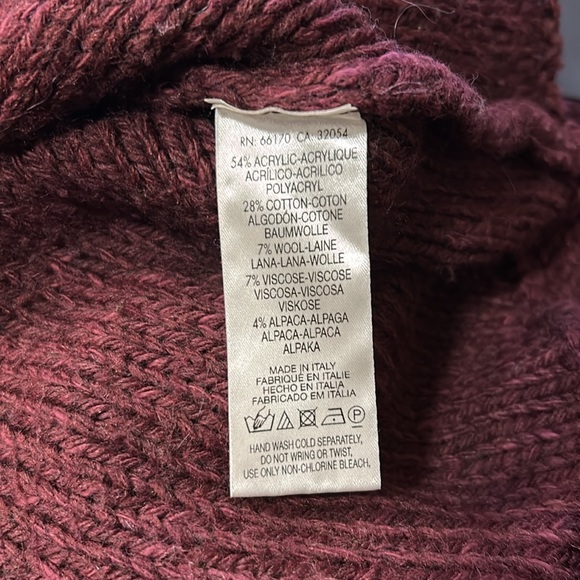 RN: 66170 CA: 32054
54% ACRYLIC-ACRYLIQUE
ACRÍLICO-ACRILICO
POLYACRYL
28% COTTON-COTON
ALGODÓN-COTONE
BAUMWOLLE
7% WOOL-LAINE
LANA-LANA-WOLLE
7% VISCOSE-VISCOSE
VISCOSA-VISCOSA
VISKOSE
4% ALPACA-ALPAGA
ALPACA-ALPACA
ALPAKA
MADE IN ITALY
FABRIQUÉ EN ITALIE
HECHO EN ITALIA
FABRICADO EM ITÁLIA
P
HAND WASH COLD SEPARATELY,
DO NOT WRING OR TWIST,
USE ONLY NON-CHLORINE BLEACH.